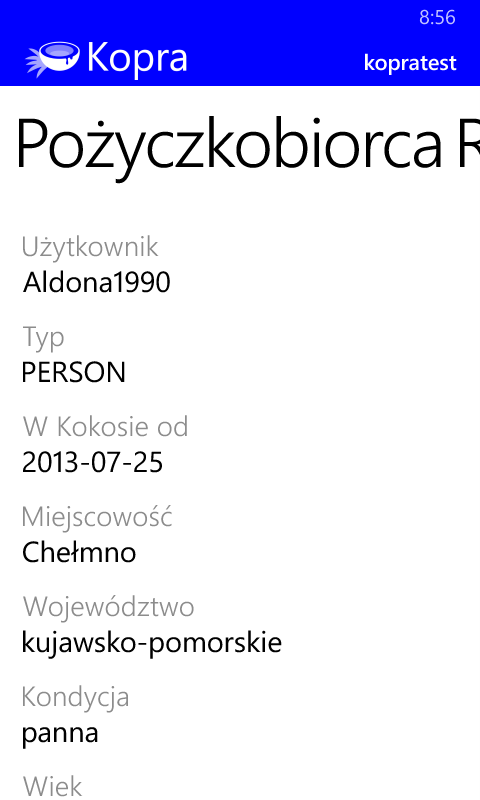 8:56
Kopra
kopratest
Pożyczkobiorca R
Użytkownik
Aldona1990
Typ
PERSON
W Kokosie od
2013-07-25
Miejscowość
Chełmno
Województwo
kujawsko-pomorskie
Kondycja
panna
Wiek